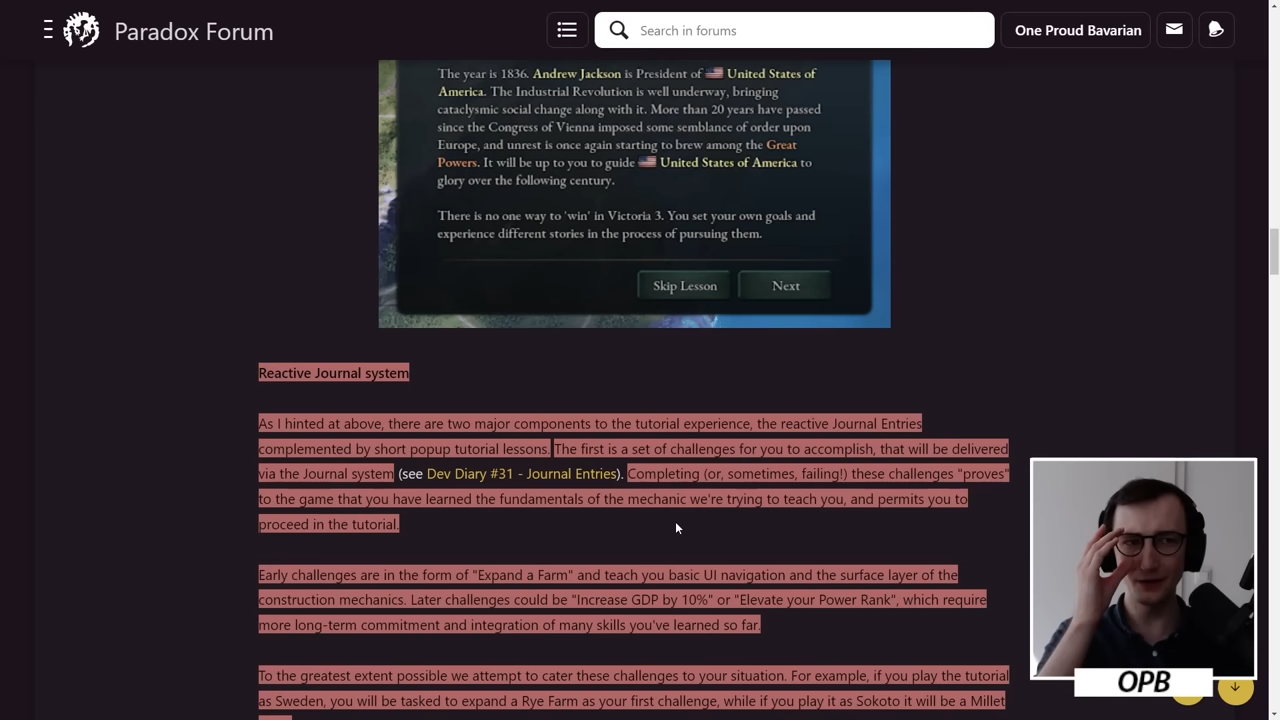 Paradox Forum
Search in forums
One Proud Bavarian
The year is 1836. Andrew Jackson is President of United States of
America. The Industrial Revolution is well underway, bringing
cataclysmic social change along with it. More than 20 years have passed
since the Congress of Vienna imposed some semblance of order upon
Europe, and unrest is once again starting to brew among the Great
Powers. It will be up to you to guide United States of America to
glory over the following century.
There is no one way to 'win' in Victoria 3. You set your own goals and
experience different stories in the process of pursuing them.
Skip Lesson
Next
Reactive Journal system
As I hinted at above, there are two major components to the tutorial experience, the reactive Journal Entries
complemented by short popup tutorial lessons. The first is a set of challenges for you to accomplish, that will be delivered
via the Journal system (see Dev Diary #31 - Journal Entries). Completing (or, sometimes, failing!) these challenges "proves"
to the game that you have learned the fundamentals of the mechanic we're trying to teach you, and permits you to
proceed in the tutorial.
Early challenges are in the form of "Expand a Farm" and teach you basic UI navigation and the surface layer of the
construction mechanics. Later challenges could be "Increase GDP by 10%" or "Elevate your Power Rank", which require
more long-term commitment and integration of many skills you've learned so far.
To the greatest extent possible we attempt to cater these challenges to your situation. For example, if you play the tutorial
as Sweden, you will be tasked to expand a Rye Farm as your first challenge, while if you play it as Sokoto it will be a Millet
OPB